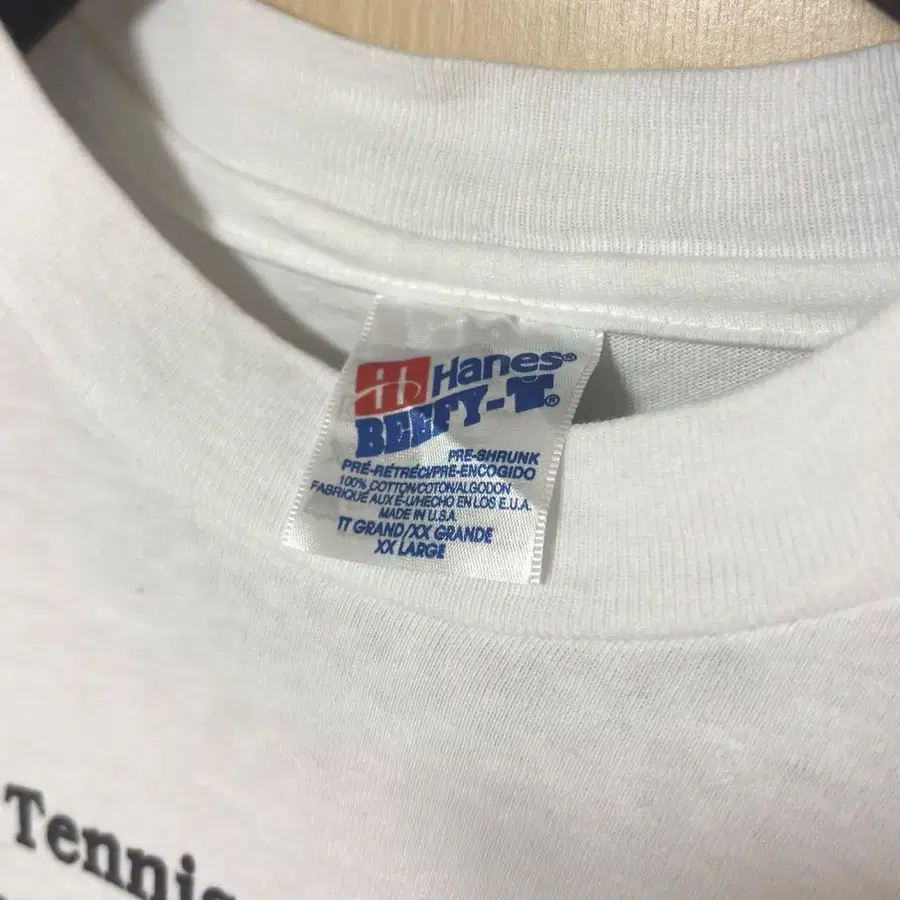 Hanes®
BEEFY-T®
PRE-SHRUNK
PRÉ-RÉTRÉCI/PRE-ENCOGIDO
100% COTTON/COTON/ALGODON
FABRIQUÉ AUX É-U/HECHO EN LOS E.U.A.
MADE IN U.S.A.
TT GRAND/XX GRANDE
XX LARGE
Tennis